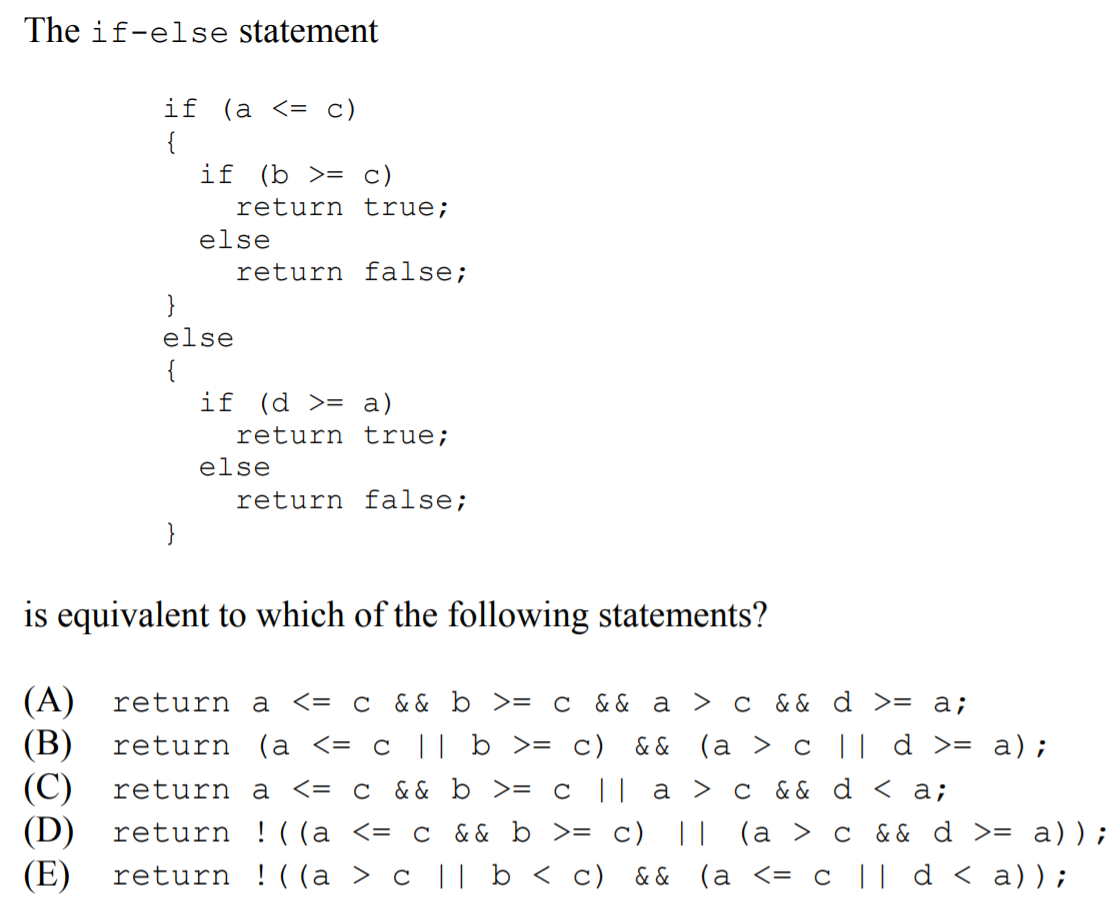 The if-else statement
if (a <= c)
{
if (b >= c)
return true;
else
return false;
}
else
{
if (d >= a)
return true;
else
return false;
}
is equivalent to which of the following statements?
(A) return a <= c && b >= c && a > c && d >= a;
(B) return (a <= c || b >= c) && (a > c || d >= a);
(C) return a <= c && b >= c || a > c && d < a;
(D) return !((a <= c && b >= c) || (a > c && d >= a));
(E) return !((a > c || b < c) && (a <= c || d < a));